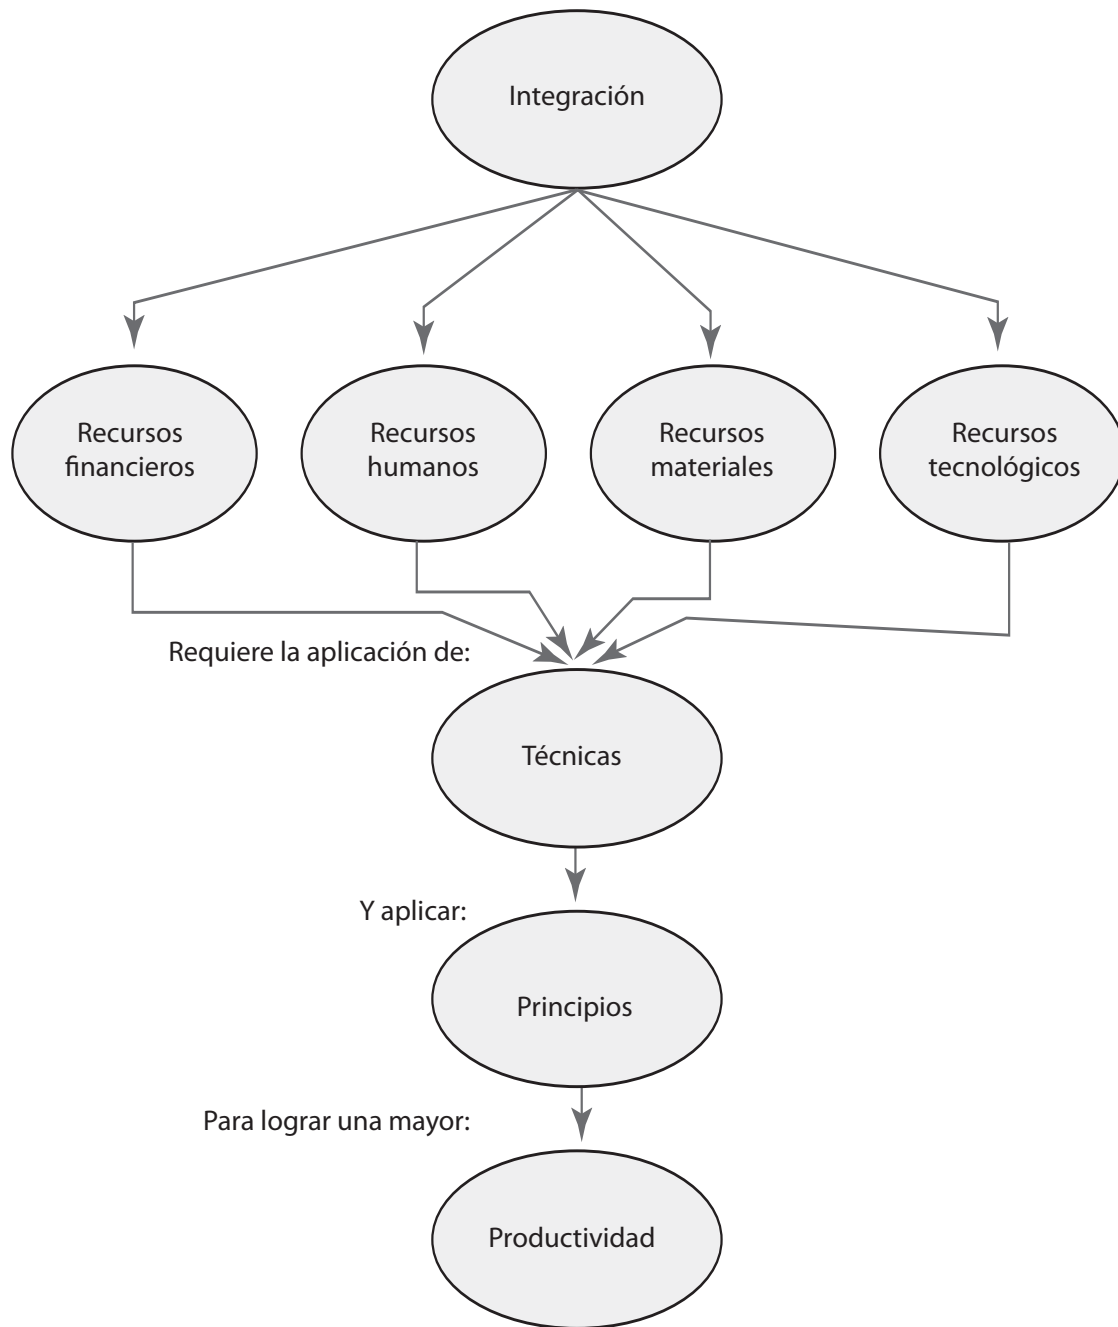 Integración
Recursos
financieros
Recursos
humanos
Recursos
materiales
Recursos
tecnológicos
Requiere la aplicación de:
Técnicas
Y aplicar:
Principios
Para lograr una mayor:
Productividad